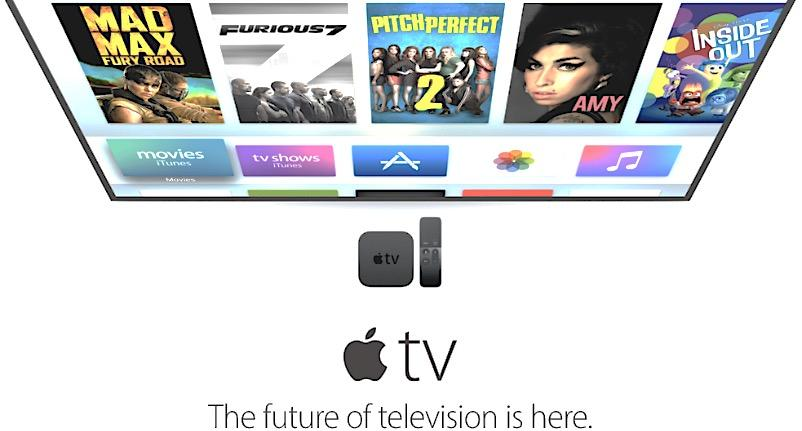 MAD
MAX
FURY ROAD
FURIOUS 7
PITCH PERFECT
2
AMY
INSIDE
OUT
movies
iTunes
tv shows
iTunes
Movies
tv
tv
The future of television is here.